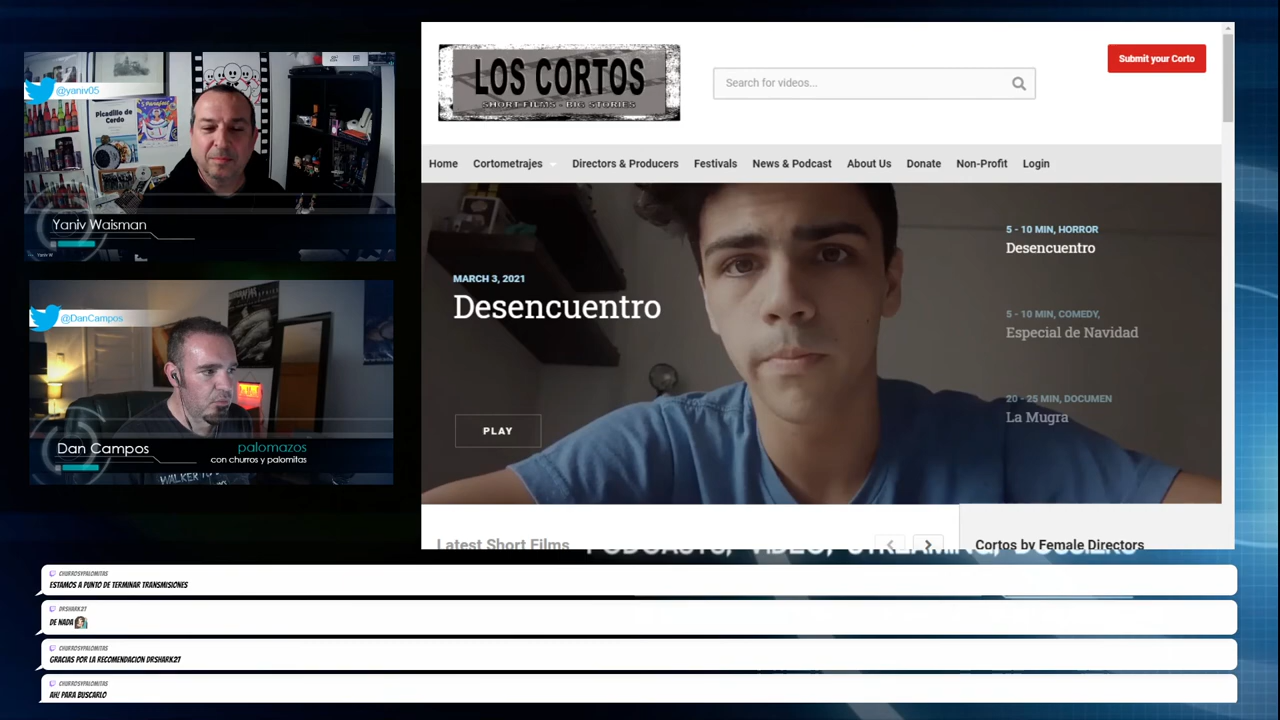 @yaniv05
Picadillo de
Cerdo
Yaniv Waisman
Yaniv W
@DanCampos
Dan Campos
palomazos
con churros y palomitas
LOS CORTOS
SHORT FILMS - BIG STORIES
Search for videos...
Submit your Corto
Home
Cortometrajes
Directors & Producers
Festivals
News & Podcast
About Us
Donate
Non-Profit
Login
MARCH 3, 2021
Desencuentro
PLAY
5 - 10 MIN, HORROR
Desencuentro
5 - 10 MIN, COMEDY,
Especial de Navidad
20 - 25 MIN, DOCUMEN
La Mugra
Latest Short Films
Cortos by Female Directors
PODCASTS, VIDEO, STREAMING,
CHURROSYPALOMITAS
ESTAMOS A PUNTO DE TERMINAR TRANSMISIONES
DRSHARK27
DE NADA
CHURROSYPALOMITAS
GRACIAS POR LA RECOMENDACION DRSHARK27
CHURROSYPALOMITAS
AH! PARA BUSCARLO